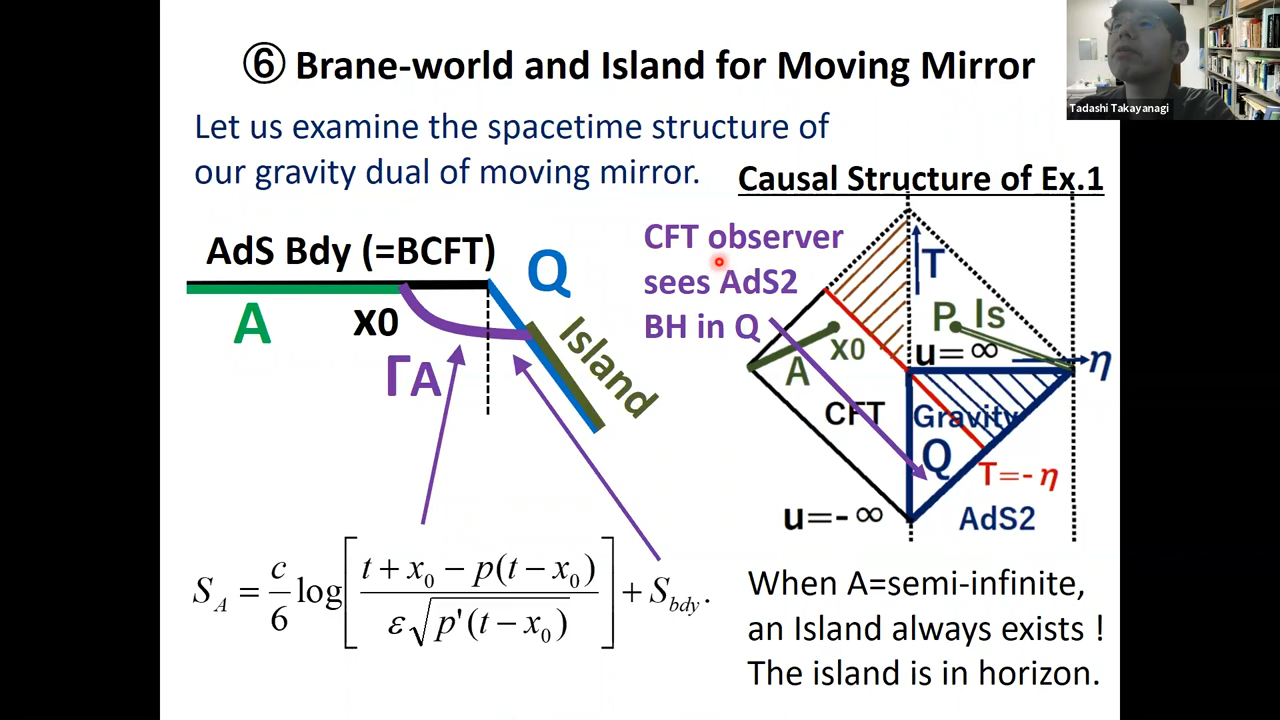 ⑥ Brane-world and Island for Moving Mirror
Tadashi Takayanagi
Let us examine the spacetime structure of
our gravity dual of moving mirror.
Causal Structure of Ex.1
AdS Bdy (=BCFT)
Q
A
x0
ΓA
Island
CFT observer
sees AdS2
BH in Q
T
P Is
x0
u=∞
η
A
CFT
Gravity
Q
T=-η
u=-∞
AdS2
S_A = c/6 log[ (t + x_0 − p(t − x_0)) / (ε√(p'(t − x_0))) ] + S_bdy.
When A=semi-infinite,
an Island always exists !
The island is in horizon.